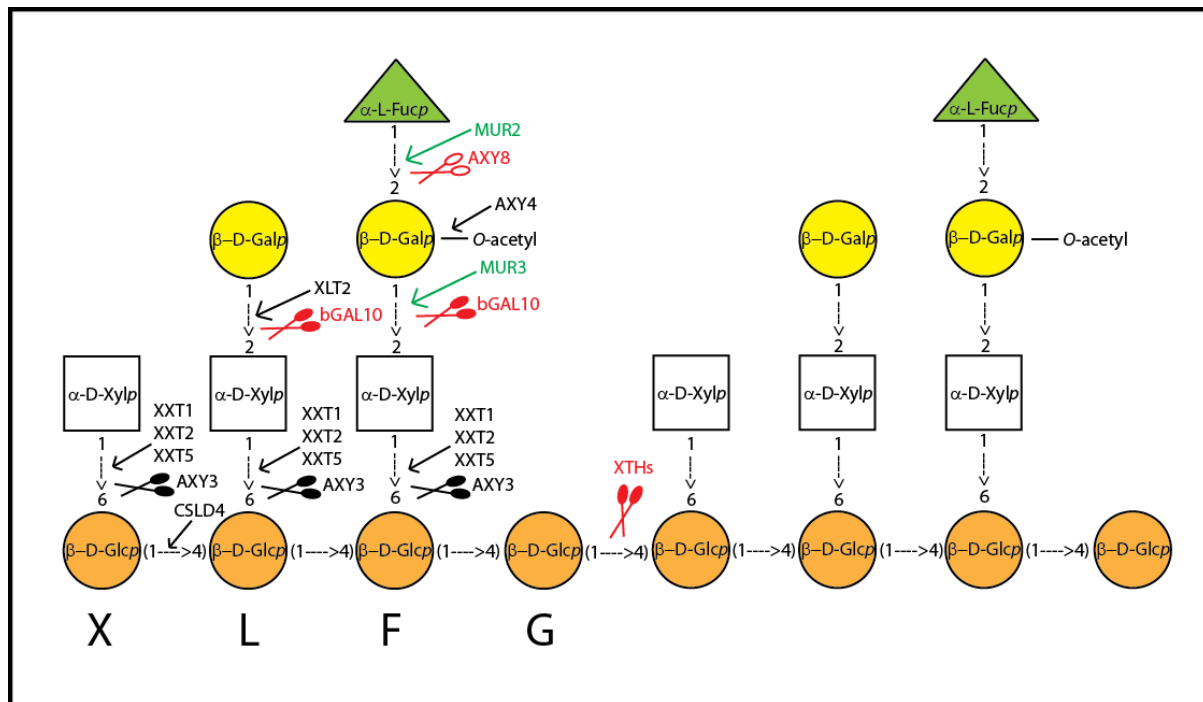 α-L-Fucp
α-L-Fucp
1
1
MUR2
AXY8
2
2
AXY4
β–D-Galp
β–D-Galp
O-acetyl
β–D-Galp
β–D-Galp
O-acetyl
1
1
MUR3
1
1
XLT2
bGAL10
bGAL10
2
2
2
2
α-D-Xylp
α-D-Xylp
α-D-Xylp
α-D-Xylp
α-D-Xylp
α-D-Xylp
1
XXT1
XXT2
XXT5
1
XXT1
XXT2
XXT5
1
XXT1
XXT2
XXT5
1
1
1
XTHs
AXY3
AXY3
AXY3
6
6
6
6
6
6
CSLD4
β–D-Glcp (1---->4) β–D-Glcp (1---->4) β–D-Glcp (1---->4) β–D-Glcp (1---->4) β–D-Glcp (1---->4) β–D-Glcp (1---->4) β–D-Glcp (1---->4) β–D-Glcp
X L F G